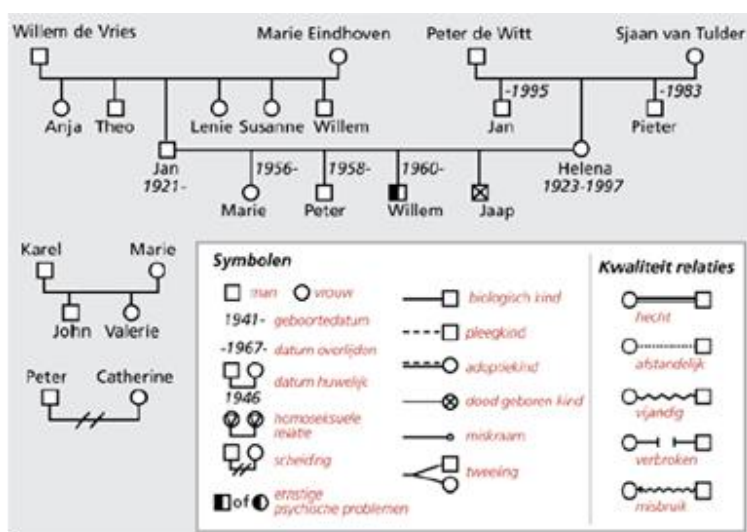 Willem de Vries Marie Eindhoven Peter de Witt Sjaan van Tulder
-1995 -1983
Anja Theo Lenie Susanne Willem Jan Pieter
Jan 1956- 1958- 1960- Helena
1921- 1923-1997
Marie Peter Willem Jaap
Karel Marie
John Valerie
Peter Catherine
Symbolen
man vrouw
1941- geboortedatum
-1967- datum overlijden
datum huwelijk
1946
homoseksuele
relatie
scheiding
of ernstige
psychische problemen
biologisch kind
pleegkind
adoptiekind
dood geboren kind
miskraam
tweeling
Kwaliteit relaties
hecht
afstandelijk
vijandig
verbroken
misbruik